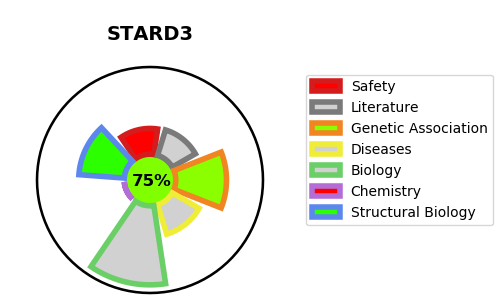 STARD3
75%
Safety
Literature
Genetic Association
Diseases
Biology
Chemistry
Structural Biology